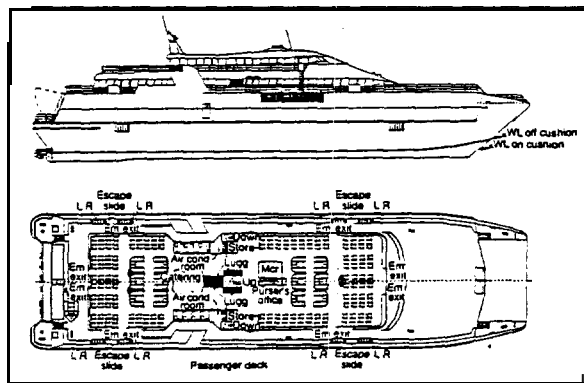 WL off cushion
WL on cushion
Escape slide
Escape slide
L R
L R
L R
L R
Em exit
Em exit
Down
Store
Air cond room
Lugg
Mcr
Em exit
Em exit
Up
Em exit
Em exit
Purser's office
Air cond room
Lugg
Store
Down
Em exit
Em exit
L R
Escape slide
L R
Passenger deck
L R
Escape slide
L R